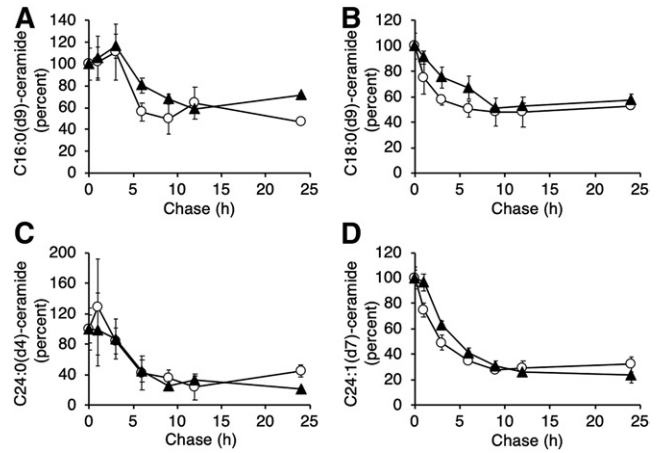 A
C16:0(d9)-ceramide
(percent)
140
120
100
80
60
40
20
0
0 5 10 15 20 25
Chase (h)
B
C18:0(d9)-ceramide
(percent)
120
100
80
60
40
20
0
0 5 10 15 20 25
Chase (h)
C
C24:0(d4)-ceramide
(percent)
200
160
120
80
40
0
0 5 10 15 20 25
Chase (h)
D
C24:1(d7)-ceramide
(percent)
120
100
80
60
40
20
0
0 5 10 15 20 25
Chase (h)